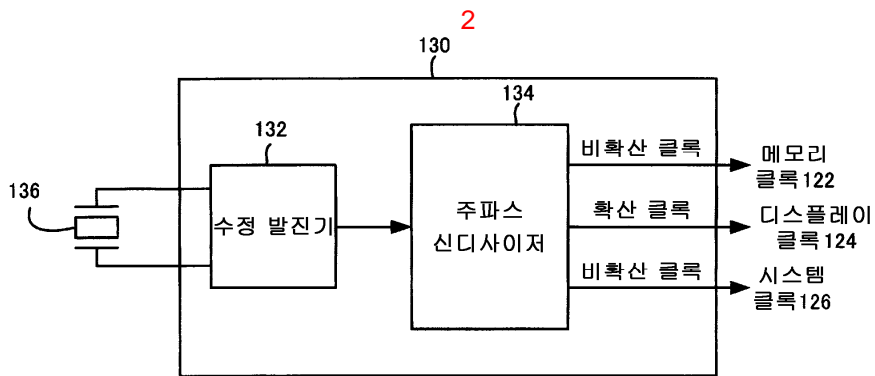 2
130
134
132
136
수정 발진기
주파스
신디사이저
비확산 클록
메모리
클록122
확산 클록
디스플레이
클록124
비확산 클록
시스템
클록126